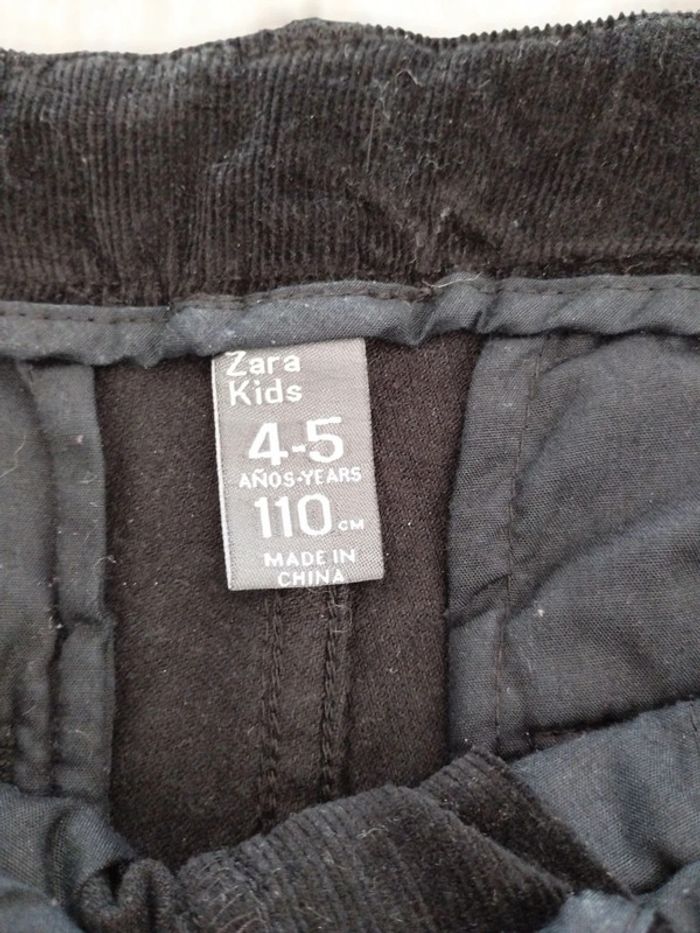 Zara
Kids
4-5
AÑOS-YEARS
110 CM
MADE IN
CHINA